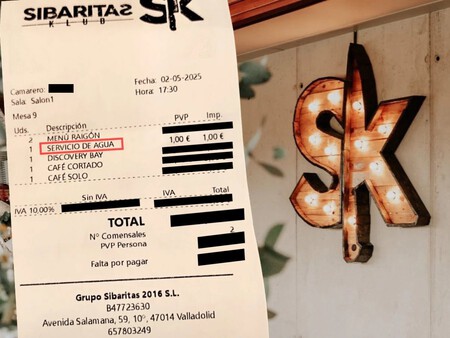 SIBARITAS
KLUB
SK
Fecha: 02-05-2025
Camarero:
Hora: 17:30
Sala: Salon1
Mesa 9
Uds. Descripción PVP Imp.
2 MENU RAIGÓN
1 SERVICIO DE AGUA 1,00 € 1,00 €
1 DISCOVERY BAY
1 CAFÉ CORTADO
1 CAFÉ SOLO
Sin IVA IVA Total
IVA 10.00%
TOTAL
Nº Comensales 2
PVP Persona
Falta por pagar
Grupo Sibaritas 2016 S.L.
B47723630
Avenida Salamana, 59, 10º, 47014 Valladolid
657803249
SK